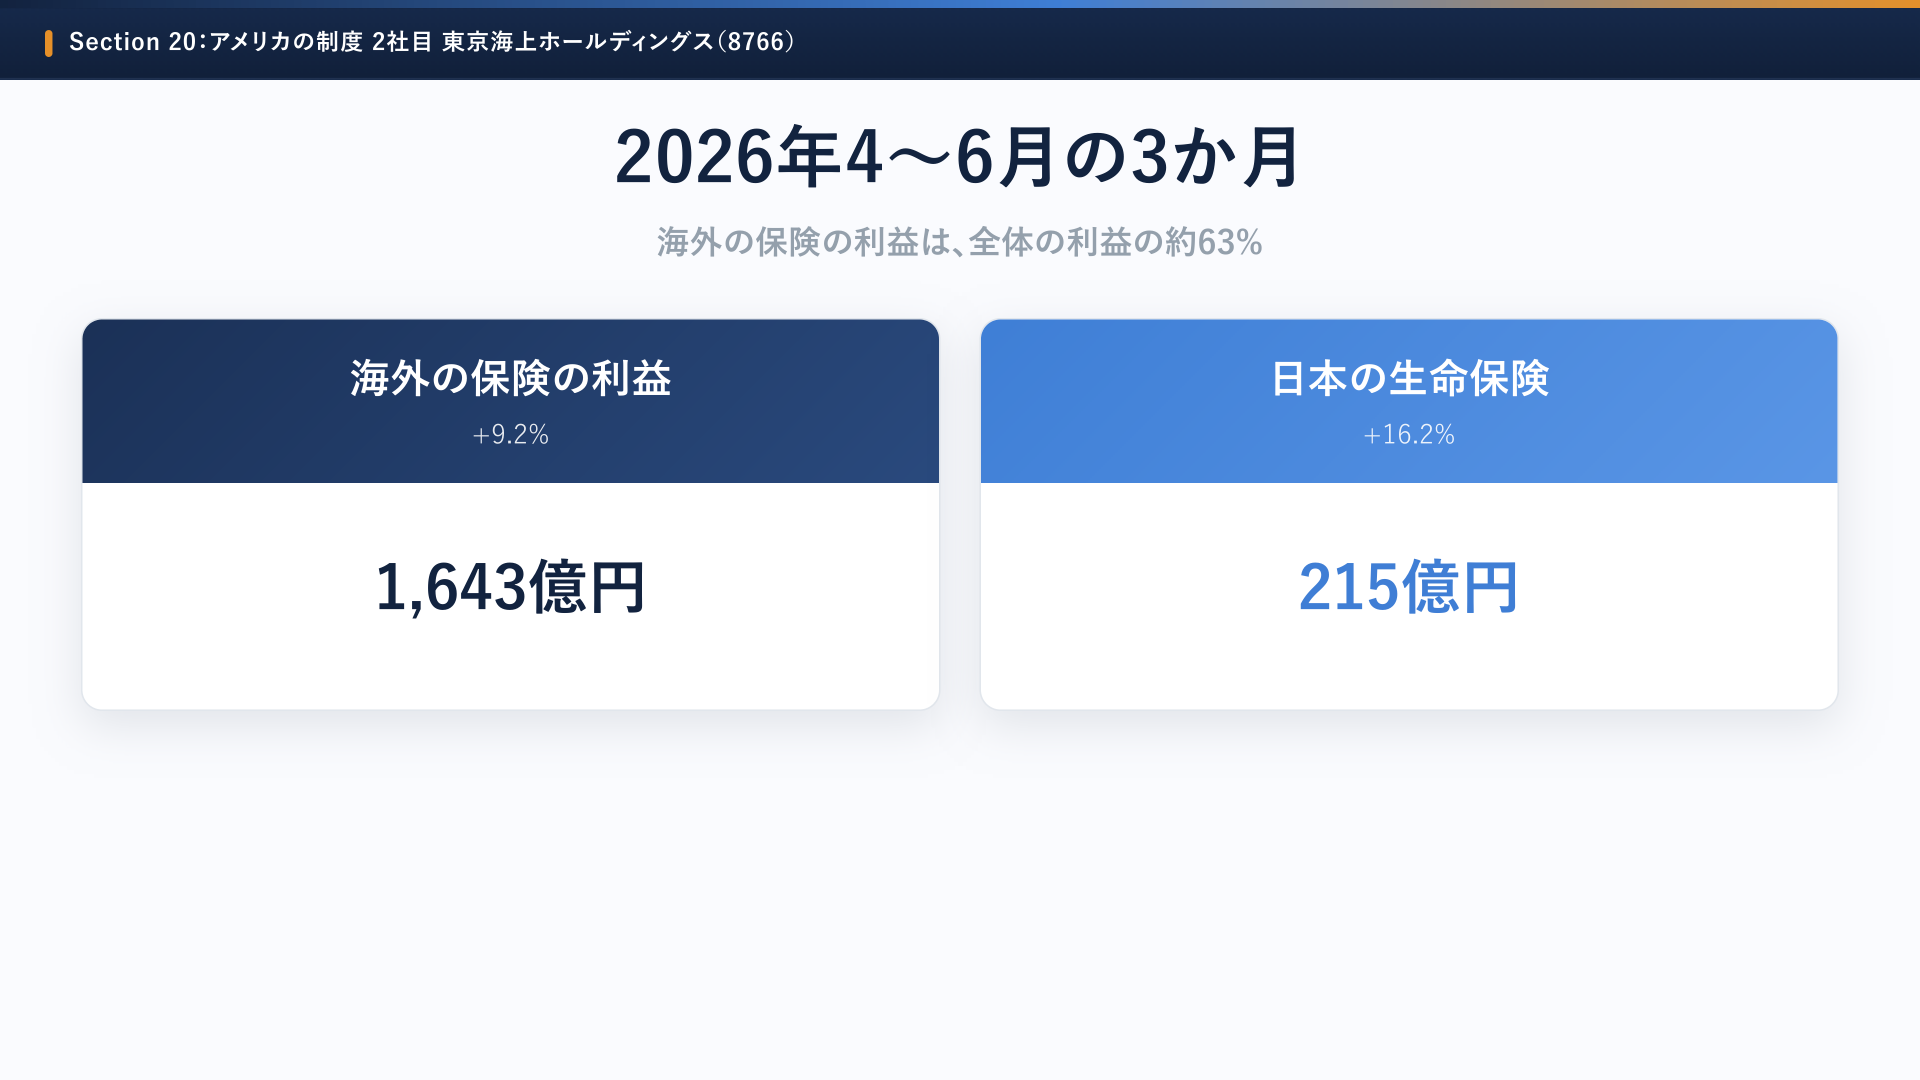 Section 20：アメリカの制度 2社目 東京海上ホールディングス（8766）
2026年4〜6月の3か月
海外の保険の利益は、全体の利益の約63%
海外の保険の利益
+9.2%
1,643億円
日本の生命保険
+16.2%
215億円